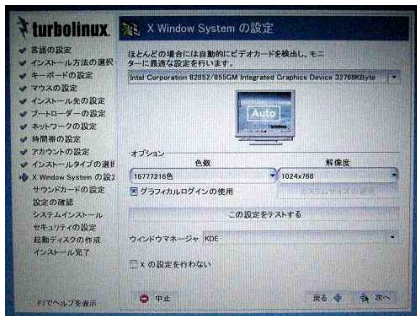 turbolinux
言語の設定
インストール方法の選択
キーボードの設定
マウスの設定
インストール先の設定
ブートローダーの設定
ネットワークの設定
時間帯の設定
アカウントの設定
インストールタイプの選択
X Window System の設定
サウンドカードの設定
設定の確認
システムインストール
セキュリティの設定
起動ディスクの作成
インストール完了
F1でヘルプを表示
X Window System の設定
ほとんどの場合には自動的にビデオカードを検出し、モニ
ターに最適な設定を行います。
Intel Corporation 82852/855GM Integrated Graphics Device 32768KByte
Auto
オプション
色数
解像度
16777216色
1024x768
グラフィカルログインの使用
この設定をテストする
ウィンドウマネージャ KDE
X の設定を行わない
中止
戻る
次へ